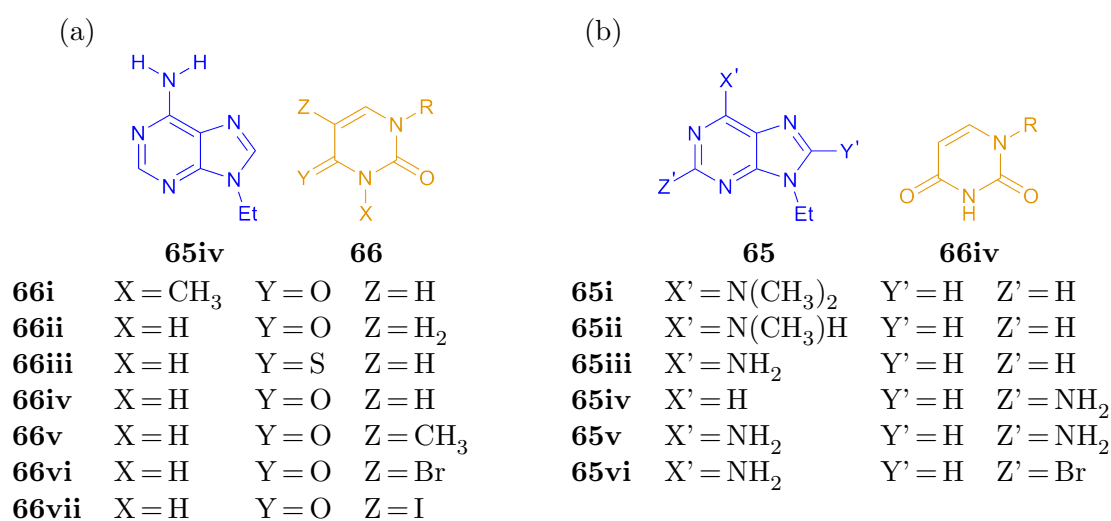 (a) (b)
H H X'
N
Z R N N R
N N N N Y' N
N N Y N O Z' N N O N O
Et X Et H
65iv 66 65 66iv
66i X = CH₃ Y = O Z = H 65i X' = N(CH₃)₂ Y' = H Z' = H
66ii X = H Y = O Z = H₂ 65ii X' = N(CH₃)H Y' = H Z' = H
66iii X = H Y = S Z = H 65iii X' = NH₂ Y' = H Z' = H
66iv X = H Y = O Z = H 65iv X' = H Y' = H Z' = NH₂
66v X = H Y = O Z = CH₃ 65v X' = NH₂ Y' = H Z' = NH₂
66vi X = H Y = O Z = Br 65vi X' = NH₂ Y' = H Z' = Br
66vii X = H Y = O Z = I